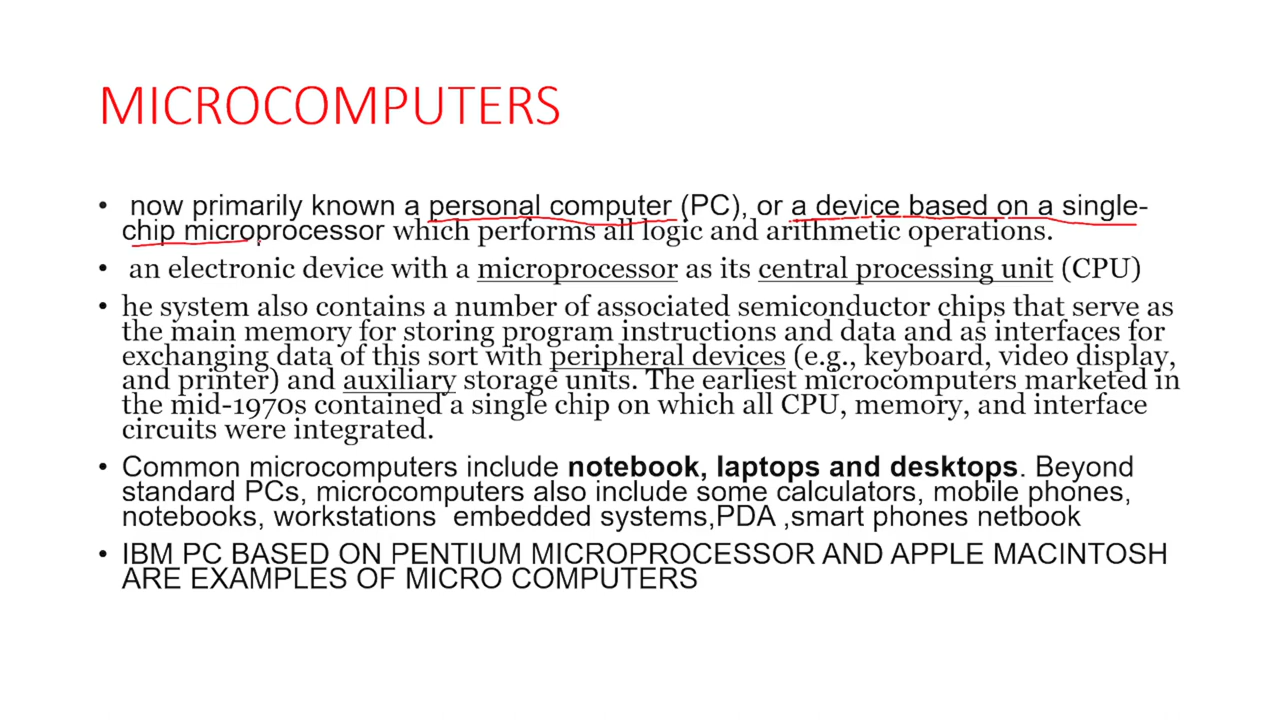 MICROCOMPUTERS
• now primarily known a personal computer (PC), or a device based on a single-
chip microprocessor which performs all logic and arithmetic operations.
• an electronic device with a microprocessor as its central processing unit (CPU)
• he system also contains a number of associated semiconductor chips that serve as
the main memory for storing program instructions and data and as interfaces for
exchanging data of this sort with peripheral devices (e.g., keyboard, video display,
and printer) and auxiliary storage units. The earliest microcomputers marketed in
the mid-1970s contained a single chip on which all CPU, memory, and interface
circuits were integrated.
• Common microcomputers include notebook, laptops and desktops. Beyond
standard PCs, microcomputers also include some calculators, mobile phones,
notebooks, workstations embedded systems,PDA ,smart phones netbook
• IBM PC BASED ON PENTIUM MICROPROCESSOR AND APPLE MACINTOSH
ARE EXAMPLES OF MICRO COMPUTERS